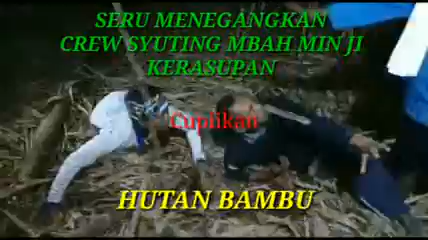 SERU MENEGANGKAN
CREW SYUTING MBAH MIN JI
KERASUPAN
Cuplikan
HUTAN BAMBU